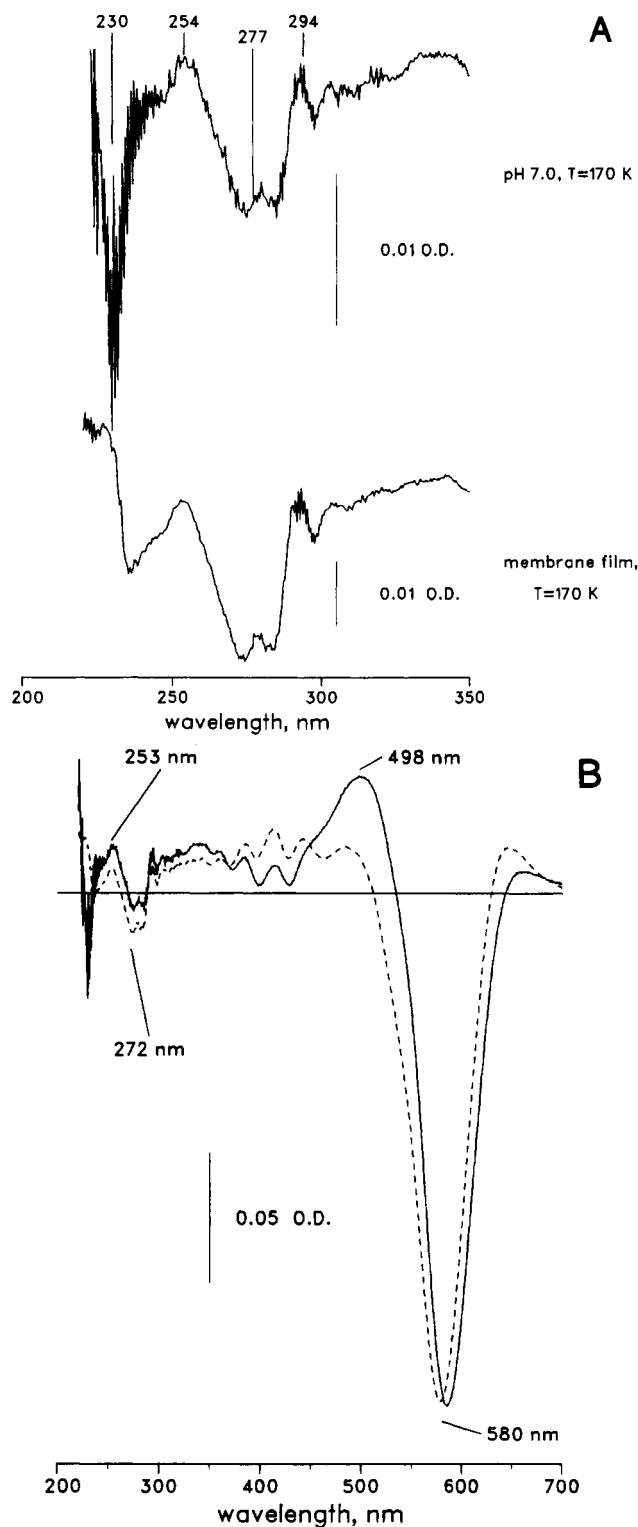 230 254 277 294
A
pH 7.0, T=170 K
0.01 O.D.
membrane film,
T=170 K
0.01 O.D.
200 250 300 350
wavelength, nm
253 nm
498 nm
B
272 nm
0.05 O.D.
580 nm
200 300 400 500 600 700
wavelength, nm